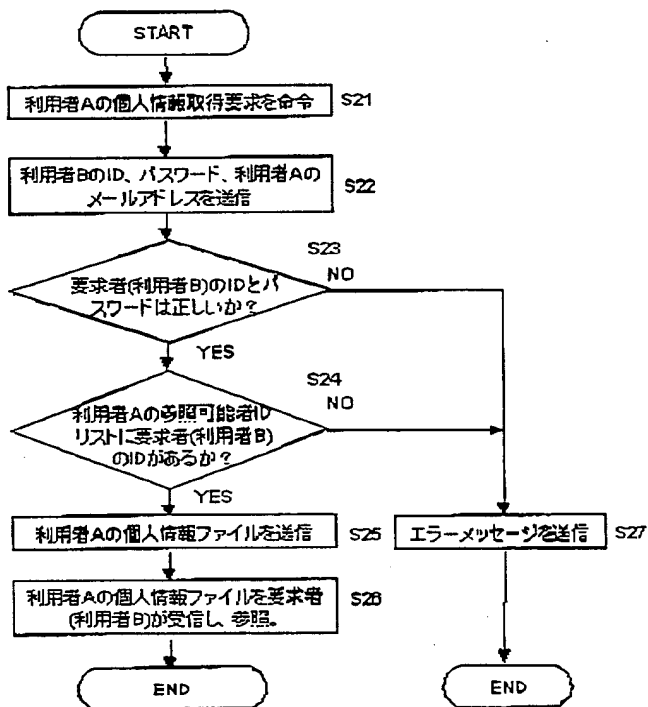 START
利用者Aの個人情報取得要求を命令
S21
利用者BのID、パスワード、利用者Aの
メールアドレスを送信
S22
S23
要求者(利用者B)のIDとパ
スワードは正しいか?
NO
YES
S24
利用者Aの参照可能者ID
リストに要求者(利用者B)
のIDがあるか?
NO
YES
利用者Aの個人情報ファイルを送信
S25
エラーメッセージを送信
S27
利用者Aの個人情報ファイルを要求者
(利用者B)が受信し、参照。
S26
END
END